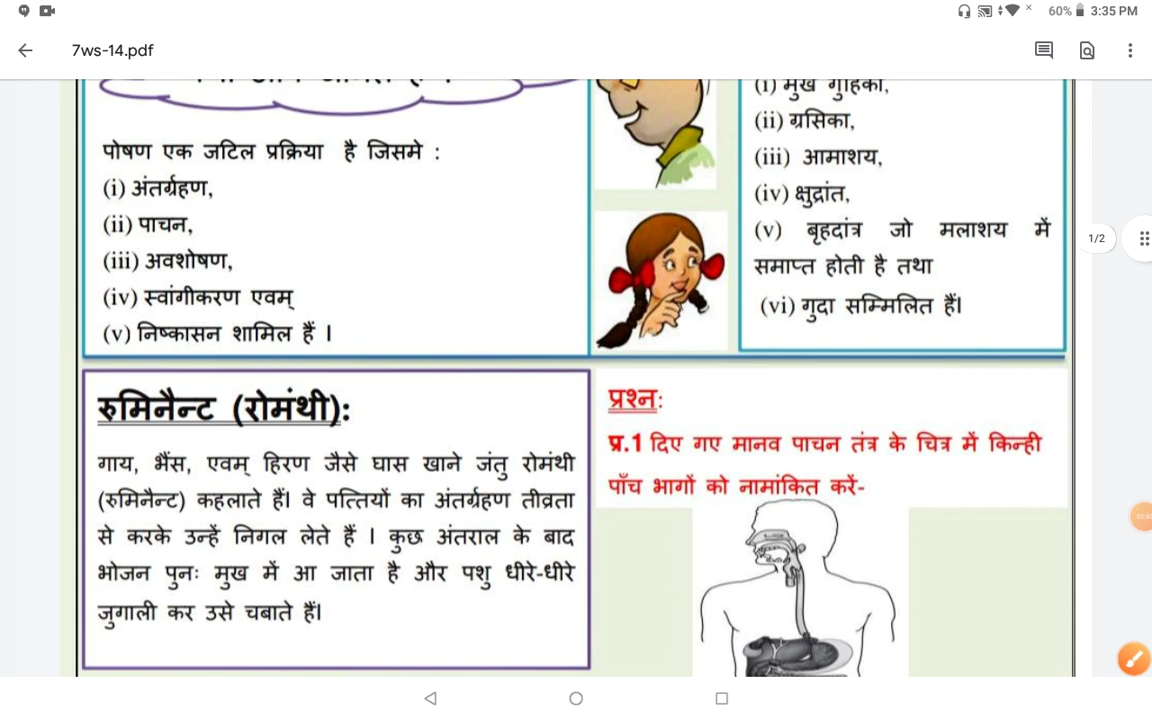 60% 3:35 PM
7ws-14.pdf
पोषण एक जटिल प्रक्रिया है जिसमे :
(i) अंतर्ग्रहण,
(ii) पाचन,
(iii) अवशोषण,
(iv) स्वांगीकरण एवम्
(v) निष्कासन शामिल हैं ।
(i) मुख गुहिका,
(ii) ग्रसिका,
(iii) आमाशय,
(iv) क्षुद्रांत,
(v) बृहदांत्र जो मलाशय में
समाप्त होती है तथा
(vi) गुदा सम्मिलित हैं।
1/2
रुमिनैन्ट (रोमंथी):
गाय, भैंस, एवम् हिरण जैसे घास खाने जंतु रोमंथी
(रुमिनैन्ट) कहलाते हैं। वे पत्तियों का अंतर्ग्रहण तीव्रता
से करके उन्हें निगल लेते हैं । कुछ अंतराल के बाद
भोजन पुनः मुख में आ जाता है और पशु धीरे-धीरे
जुगाली कर उसे चबाते हैं।
प्रश्न:
प्र.1 दिए गए मानव पाचन तंत्र के चित्र में किन्ही
पाँच भागों को नामांकित करें-